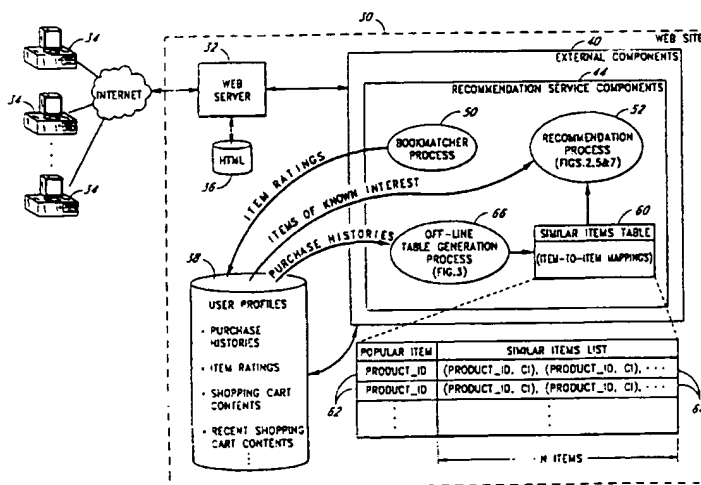 30
WEB SITE
34
32
WEB
SERVER
40
EXTERNAL COMPONENTS
44
RECOMMENDATION SERVICE COMPONENTS
34
INTERNET
50
BOOKMATCHER
PROCESS
52
RECOMMENDATION
PROCESS
(FIGS.2,5&7)
HTML
36
34
ITEM RATINGS
ITEMS OF KNOWN INTEREST
PURCHASE HISTORIES
66
OFF-LINE
TABLE GENERATION
PROCESS
(FIG.3)
60
SIMILAR ITEMS TABLE
(ITEM-TO-ITEM MAPPINGS)
38
USER PROFILES
• PURCHASE
HISTORIES
• ITEM RATINGS
• SHOPPING CART
CONTENTS
• RECENT SHOPPING
CART CONTENTS
POPULAR ITEM
SIMILAR ITEMS LIST
PRODUCT_ID
(PRODUCT_ID, CI), (PRODUCT_ID, CI), ···
PRODUCT_ID
(PRODUCT_ID, CI), (PRODUCT_ID, CI), ···
62
N ITEMS